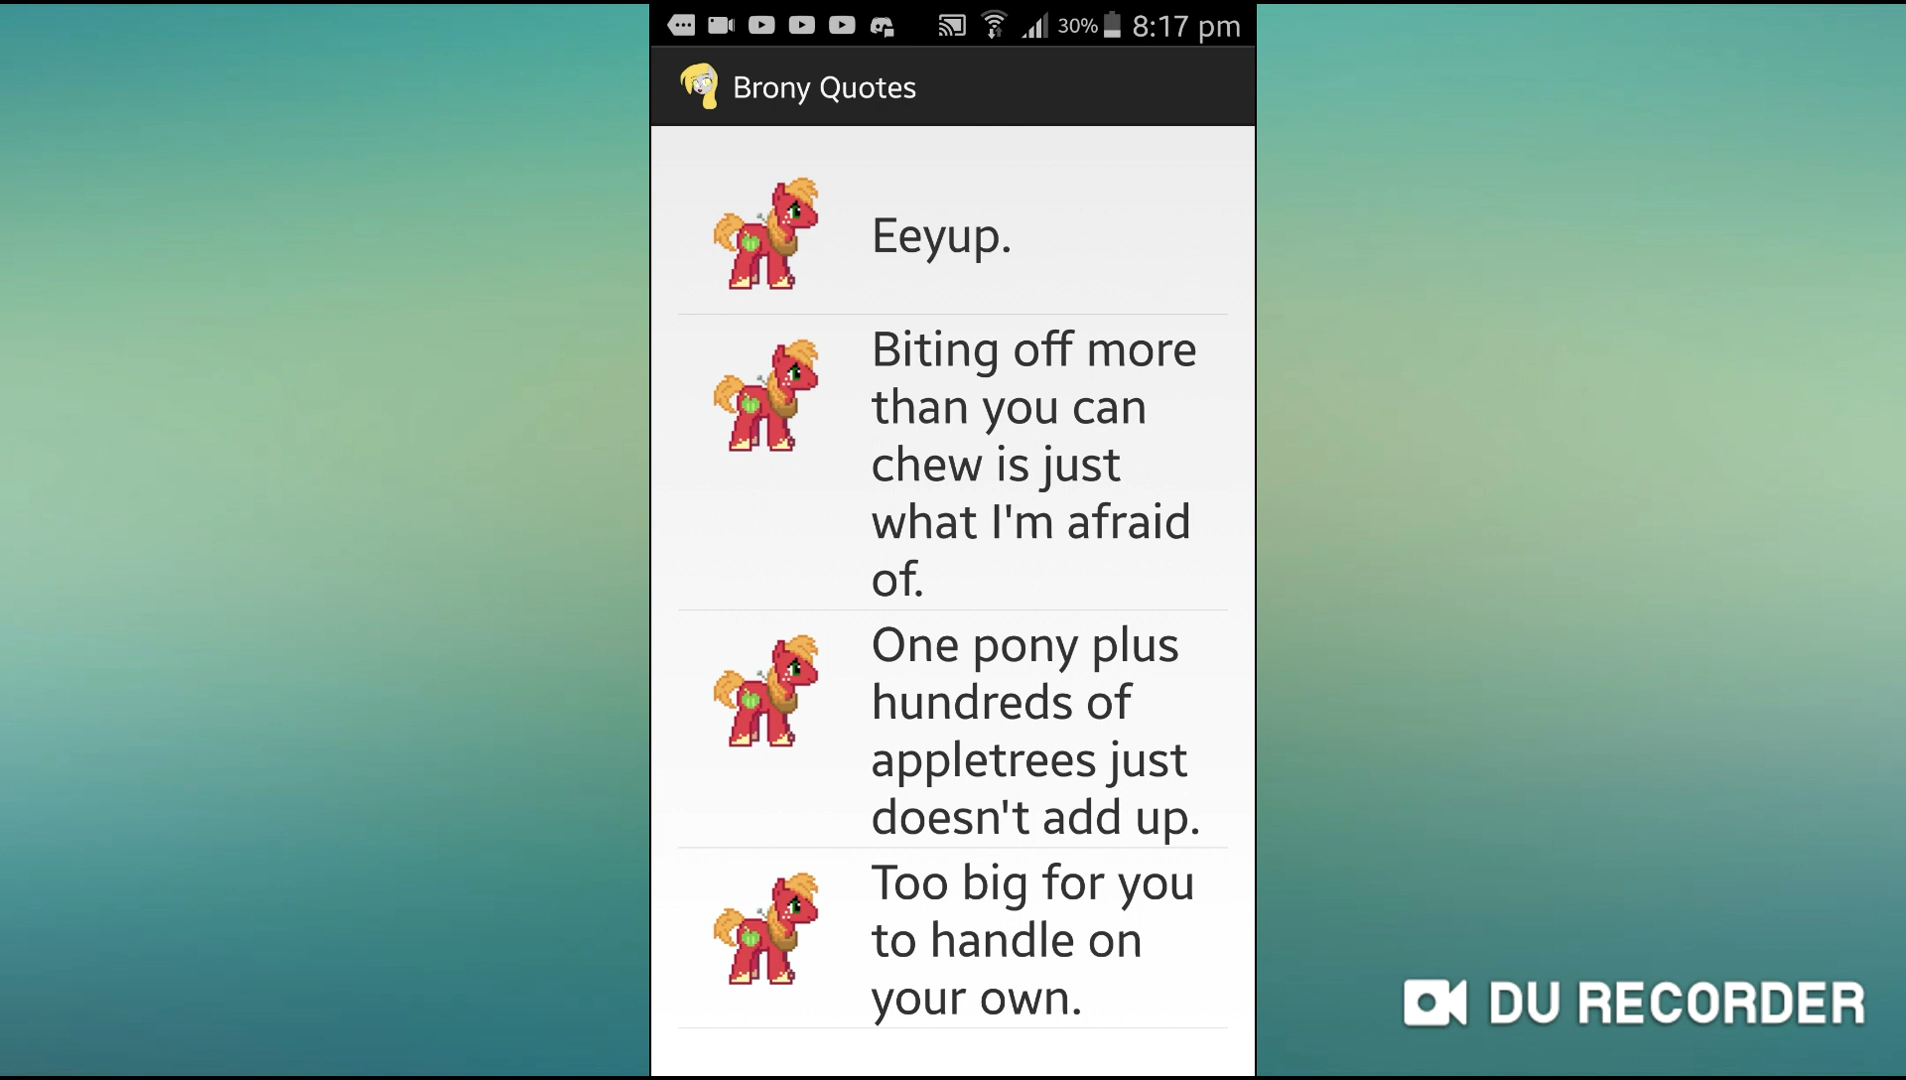 30% 8:17 pm
Brony Quotes
Eeyup.
Biting off more
than you can
chew is just
what I'm afraid
of.
One pony plus
hundreds of
appletrees just
doesn't add up.
Too big for you
to handle on
your own.
DU RECORDER